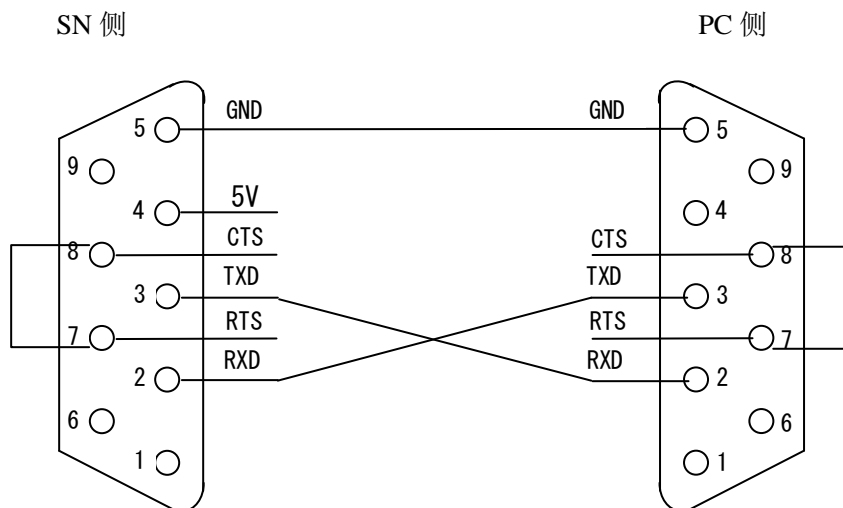 SN 侧
PC 侧
5 GND GND 5
9 9
4 5V 4
8 CTS CTS 8
3 TXD TXD 3
7 RTS RTS 7
2 RXD RXD 2
6 6
1 1